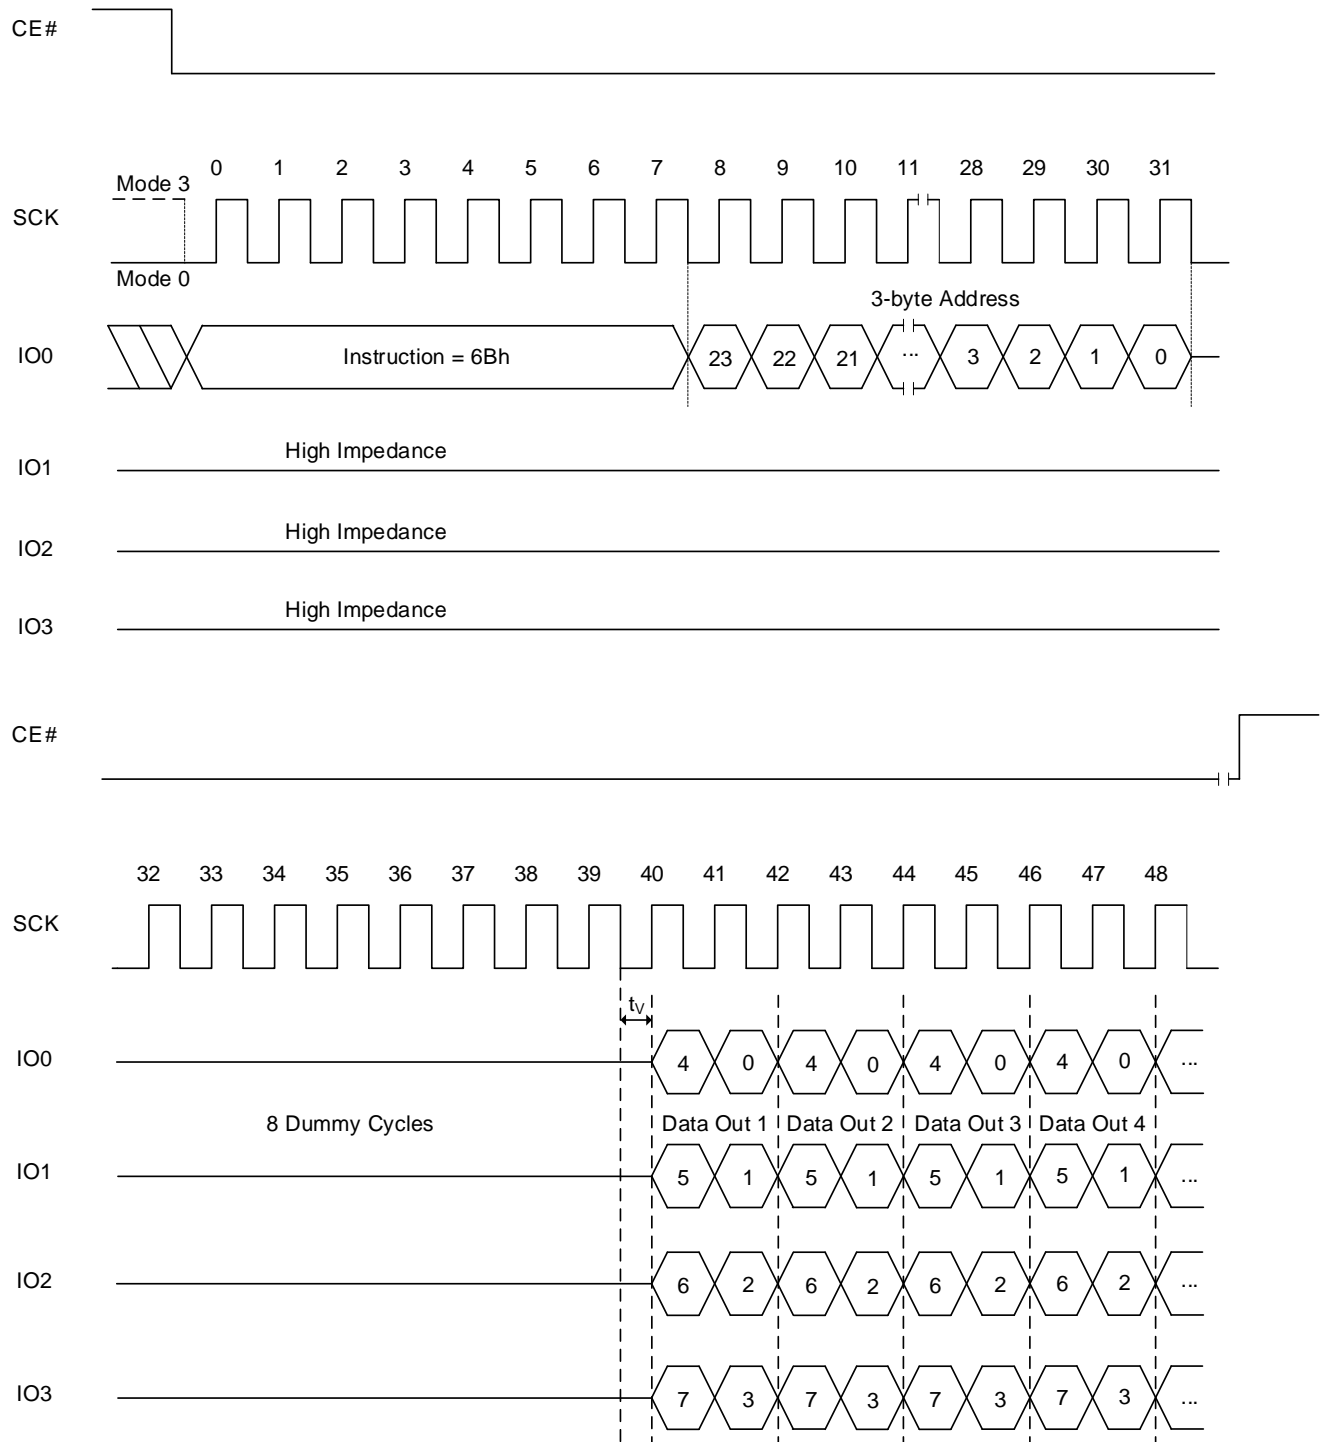 CE#
0 1 2 3 4 5 6 7 8 9 10 11 28 29 30 31
Mode 3
SCK
Mode 0
3-byte Address
IO0 Instruction = 6Bh 23 22 21 ... 3 2 1 0
High Impedance
IO1
High Impedance
IO2
High Impedance
IO3
CE#
32 33 34 35 36 37 38 39 40 41 42 43 44 45 46 47 48
SCK
tV
IO0 4 0 4 0 4 0 4 0 ...
8 Dummy Cycles Data Out 1 Data Out 2 Data Out 3 Data Out 4
IO1 5 1 5 1 5 1 5 1 ...
IO2 6 2 6 2 6 2 6 2 ...
IO3 7 3 7 3 7 3 7 3 ...